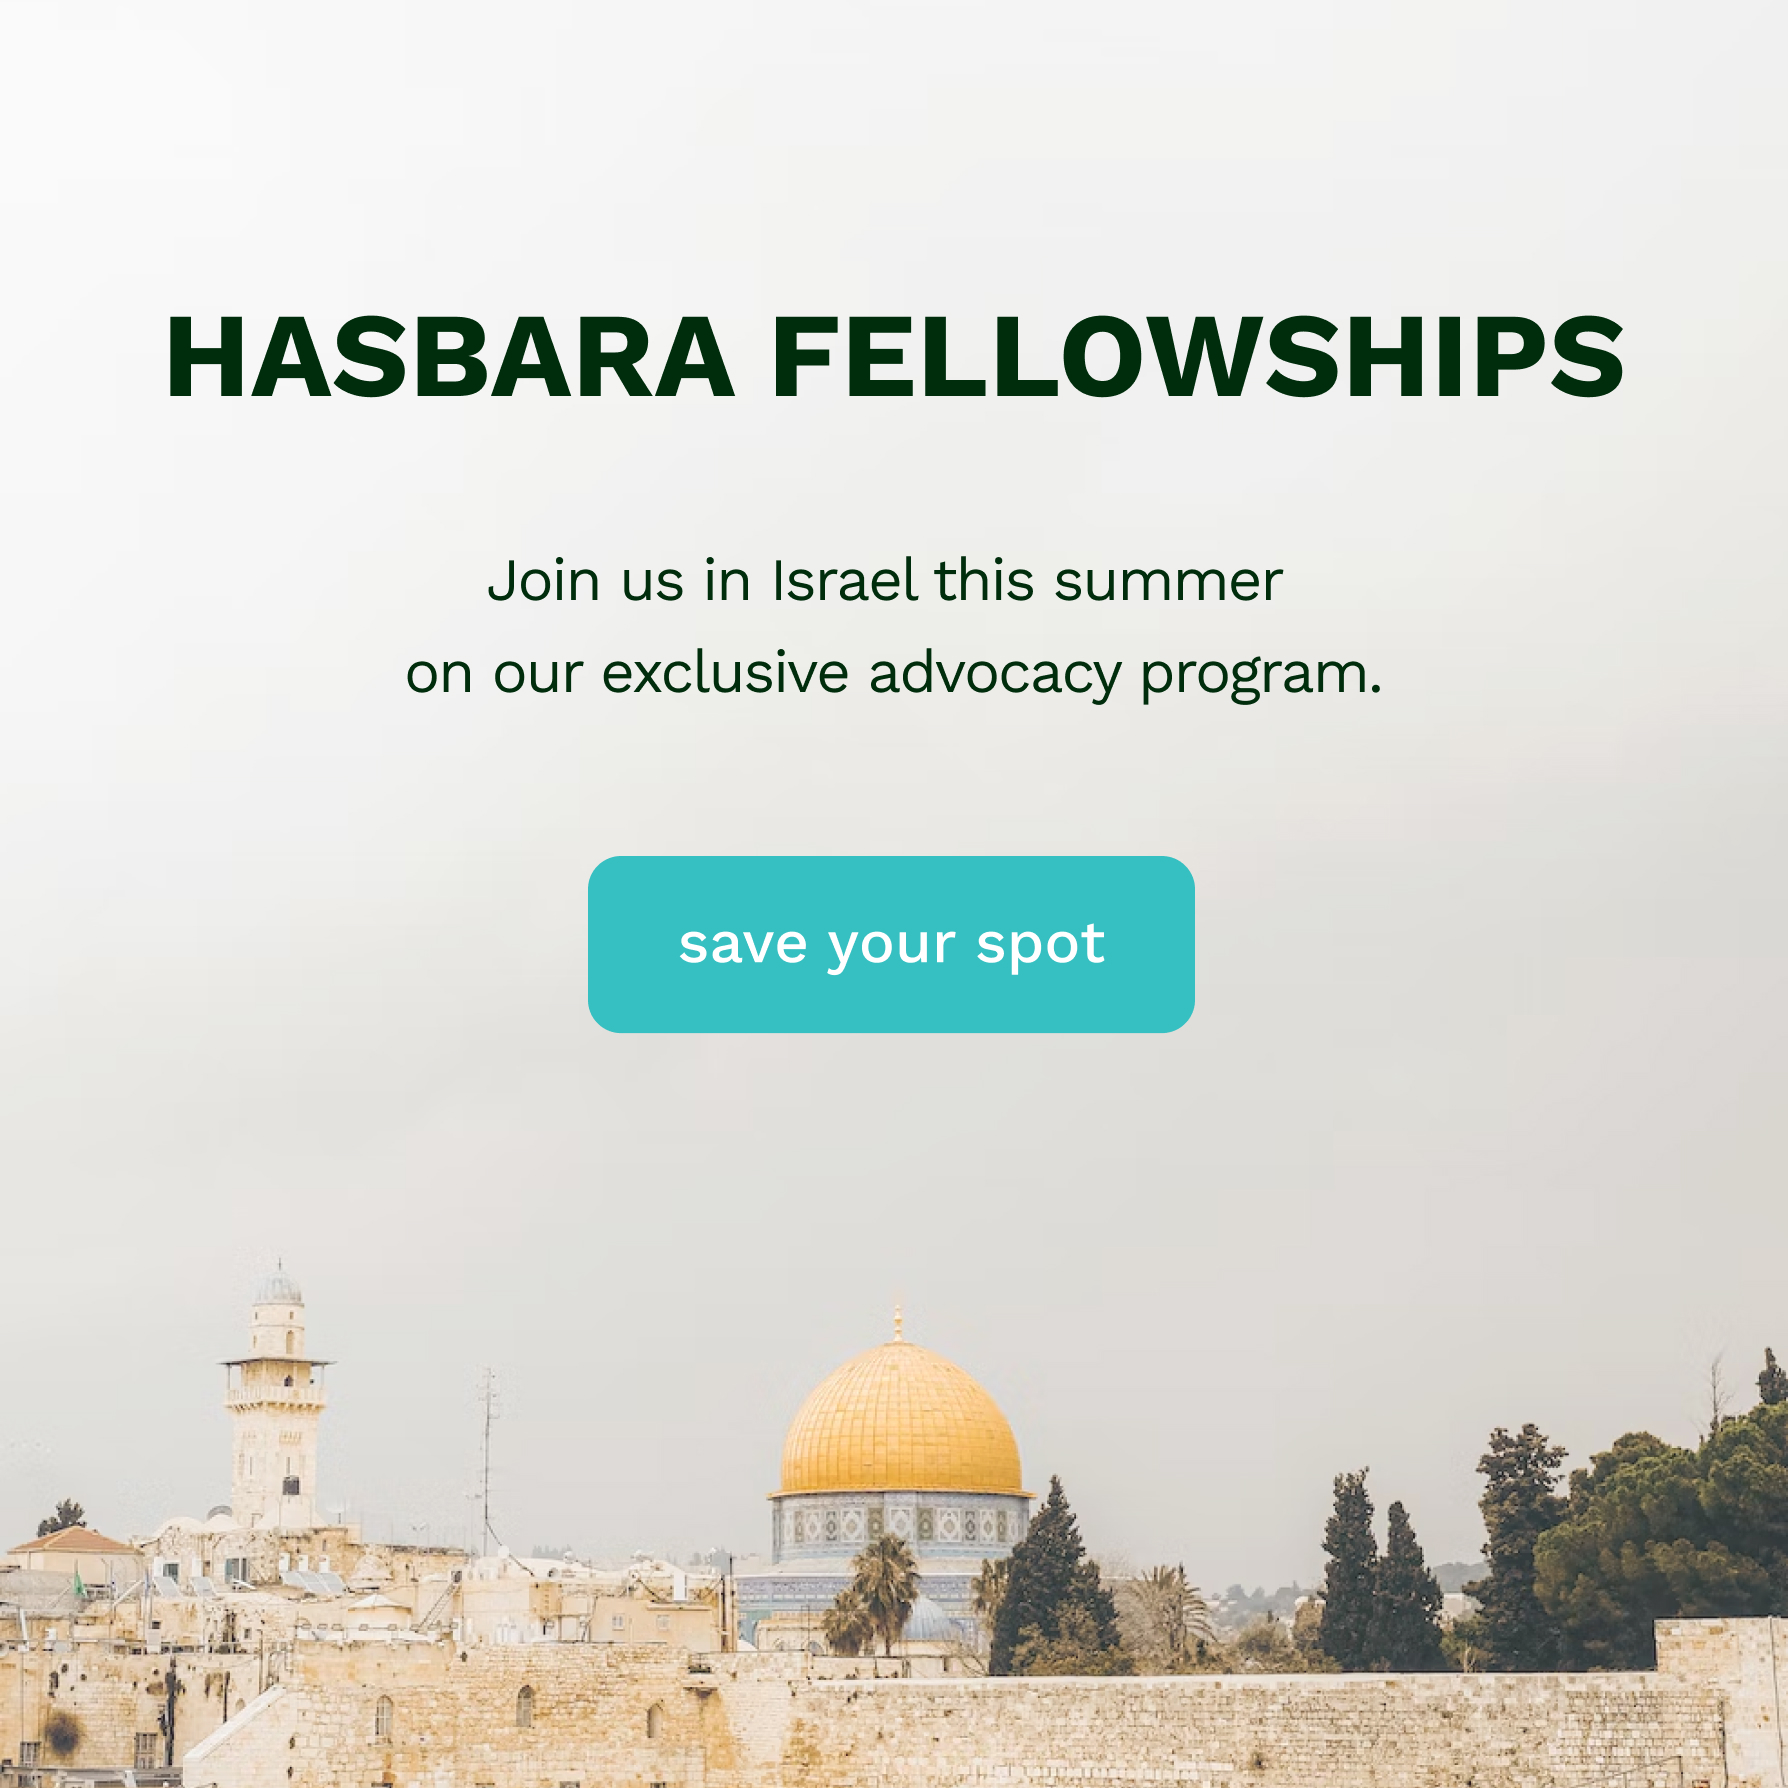 HASBARA FELLOWSHIPS
Join us in Israel this summer
on our exclusive advocacy program.
save your spot